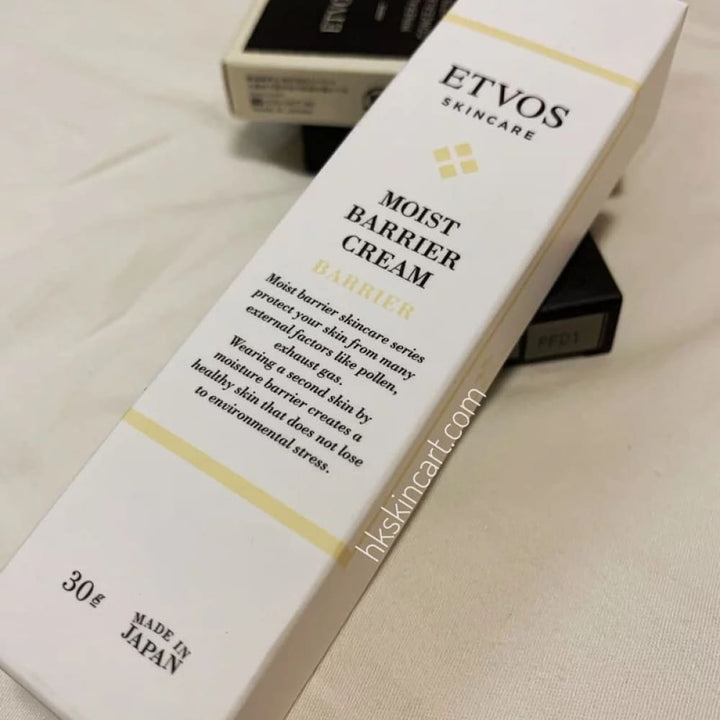 ETVOS
SKINCARE
MOIST
BARRIER
CREAM
BARRIER
Moist barrier skincare series
protect your skin from many
external factors like pollen,
exhaust gas.
Wearing a second skin by
moisture barrier creates a
healthy skin that does not lose
to environmental stress.
30g
MADE IN
JAPAN
hkskincart.com